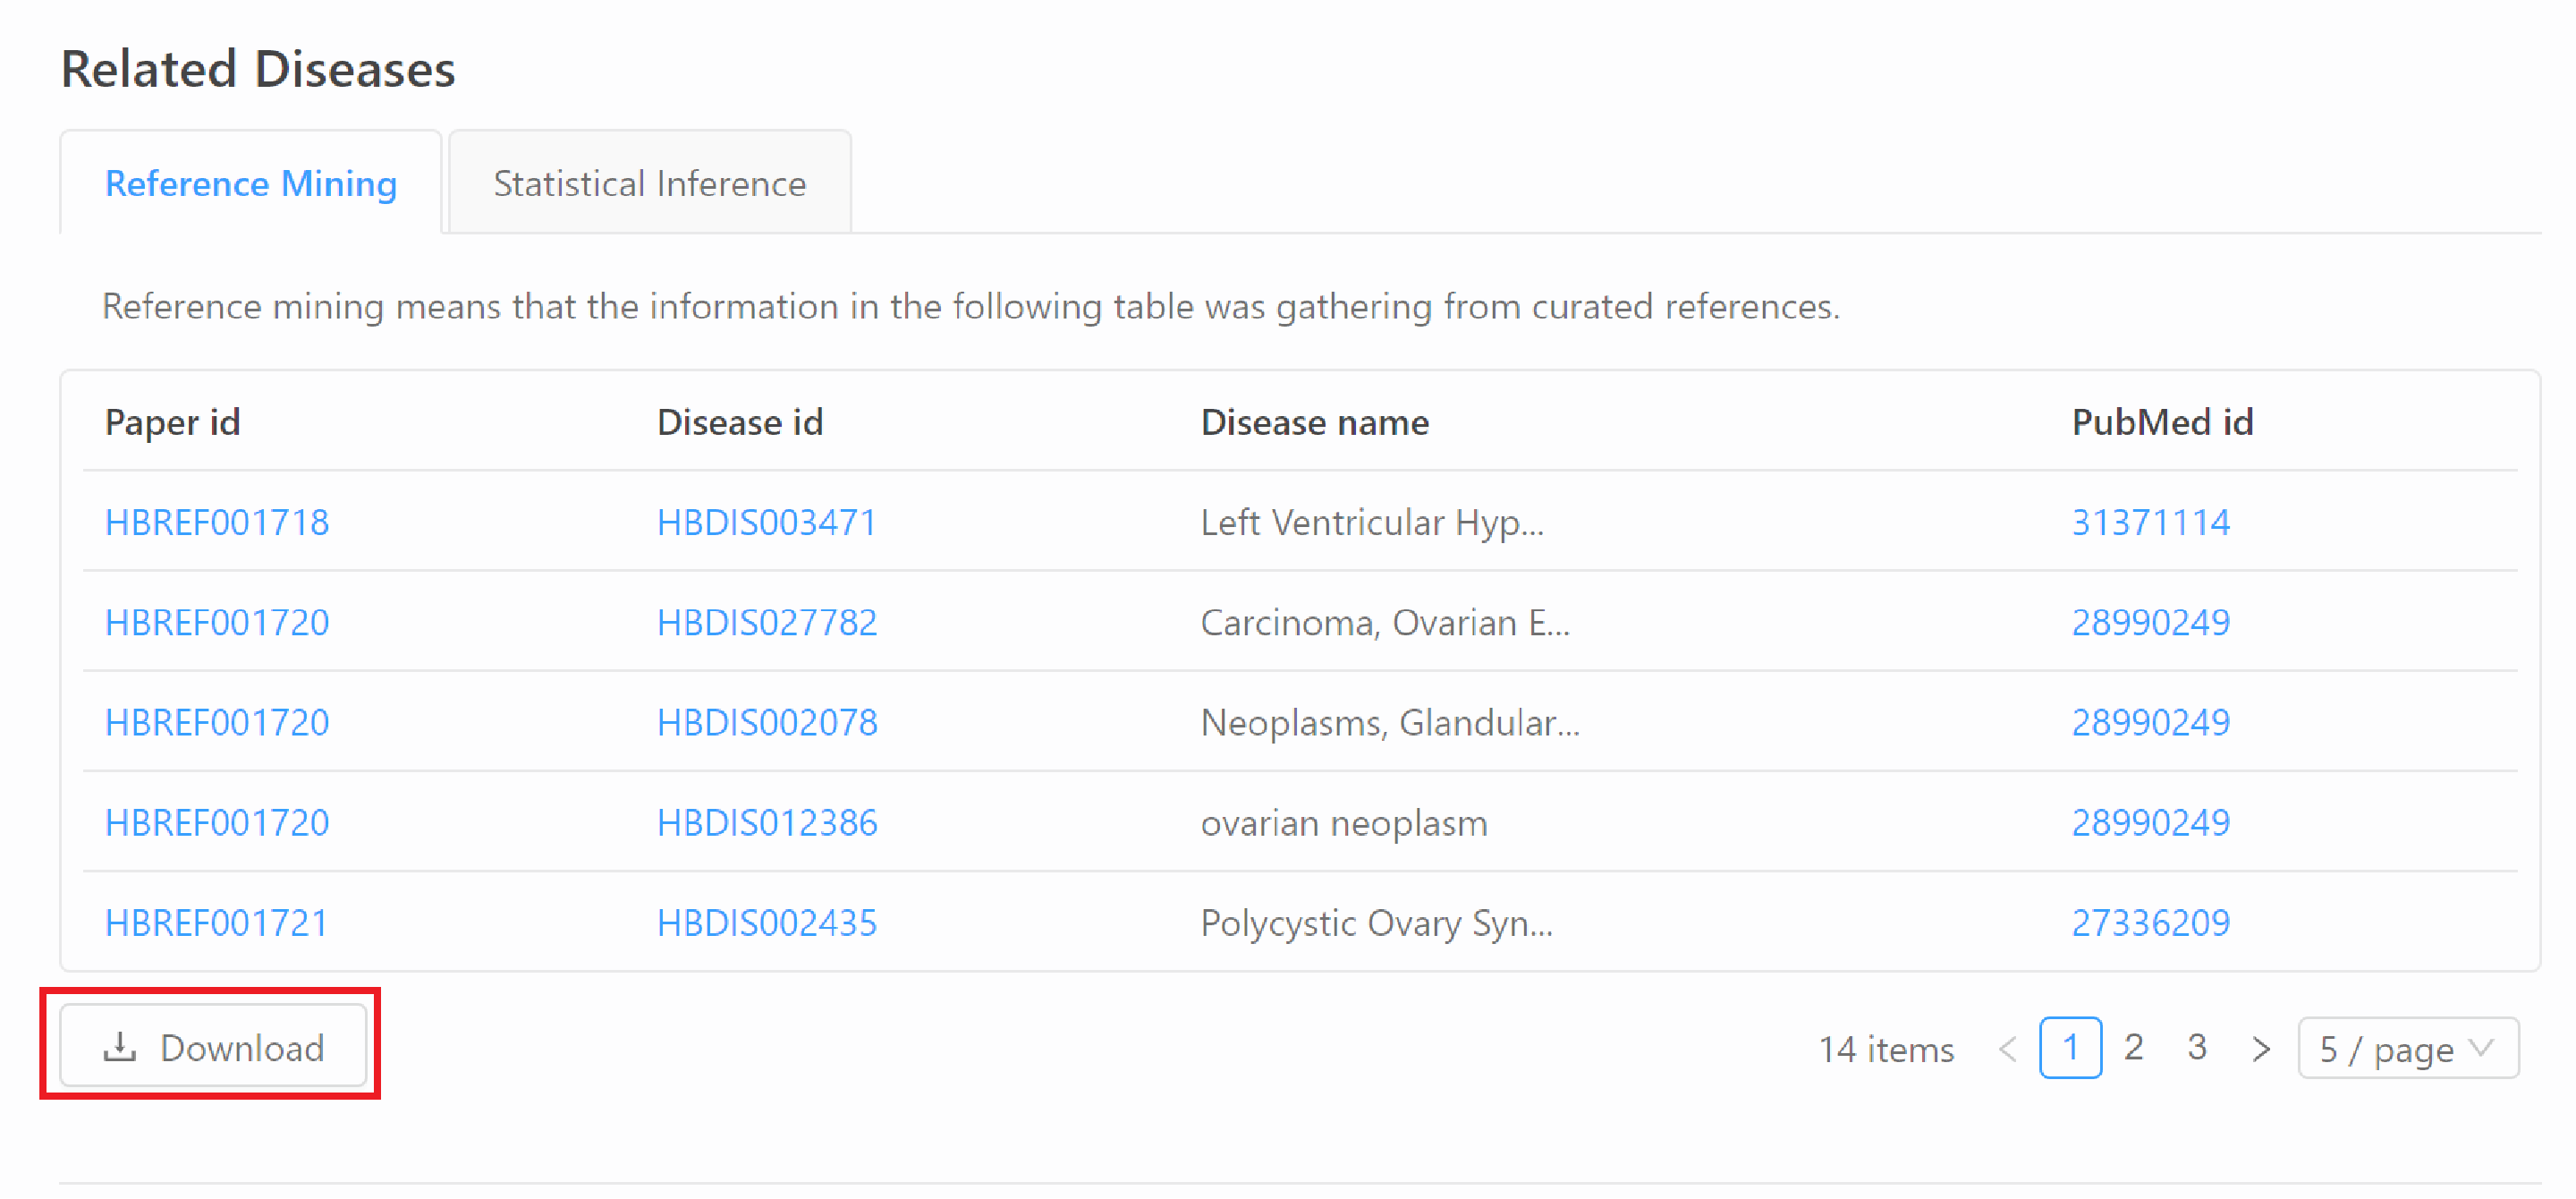 Related Diseases
Reference Mining
Statistical Inference
Reference mining means that the information in the following table was gathering from curated references.
Paper id Disease id Disease name PubMed id
HBREF001718 HBDIS003471 Left Ventricular Hyp... 31371114
HBREF001720 HBDIS027782 Carcinoma, Ovarian E... 28990249
HBREF001720 HBDIS002078 Neoplasms, Glandular... 28990249
HBREF001720 HBDIS012386 ovarian neoplasm 28990249
HBREF001721 HBDIS002435 Polycystic Ovary Syn... 27336209
Download
14 items < 1 2 3 > 5 / page